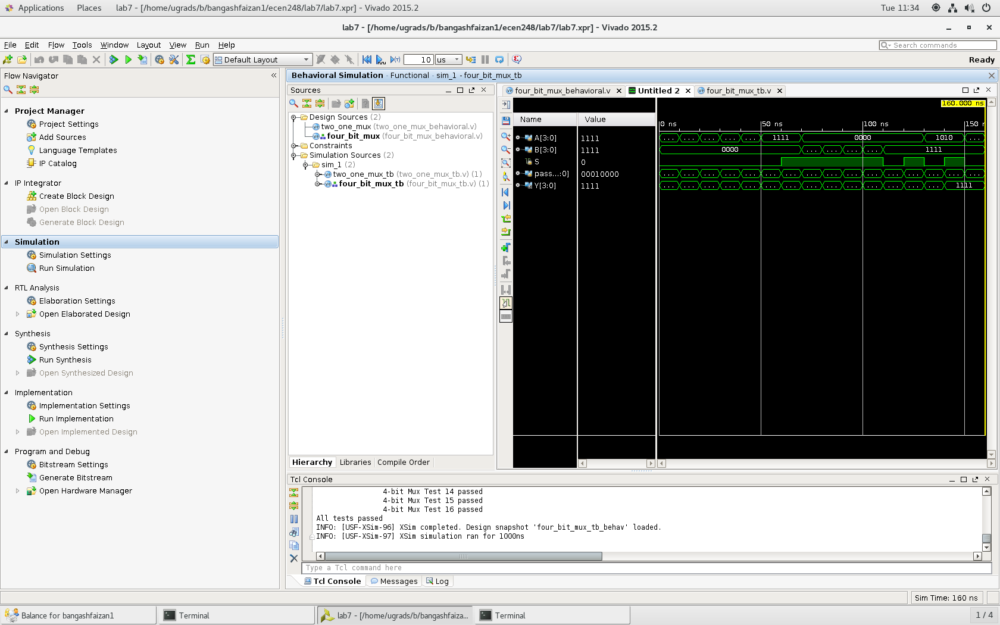 Applications Places lab7 - [/home/ugrads/b/bangashfaizan1/ecen248/lab7/lab7.xpr] - Vivado 2015.2 Tue 11:34
lab7 - [/home/ugrads/b/bangashfaizan1/ecen248/lab7/lab7.xpr] - Vivado 2015.2
File Edit Flow Tools Window Layout View Run Help
Search commands
Default Layout 10 us Ready
Flow Navigator
Project Manager
Project Settings
Add Sources
Language Templates
IP Catalog
IP Integrator
Create Block Design
Open Block Design
Generate Block Design
Simulation
Simulation Settings
Run Simulation
RTL Analysis
Elaboration Settings
Open Elaborated Design
Synthesis
Synthesis Settings
Run Synthesis
Open Synthesized Design
Implementation
Implementation Settings
Run Implementation
Open Implemented Design
Program and Debug
Bitstream Settings
Generate Bitstream
Open Hardware Manager
Behavioral Simulation - Functional - sim_1 - four_bit_mux_tb
Sources
Design Sources (2)
two_one_mux (two_one_mux_behavioral.v)
four_bit_mux (four_bit_mux_behavioral.v)
Constraints
Simulation Sources (2)
sim_1 (2)
two_one_mux_tb (two_one_mux_tb.v) (1)
four_bit_mux_tb (four_bit_mux_tb.v) (1)
Hierarchy Libraries Compile Order
four_bit_mux_behavioral.v Untitled 2 four_bit_mux_tb.v
160.000 ns
Name Value
0 ns 50 ns 100 ns 150 n
A[3:0] 1111 ... ... ... ... ... 1111 0000 1010 ...
B[3:0] 1111 0000 ... ... ... ... 1111
S 0
pass...:0] 00010000 ... ... ... ... ... ... ... ... ... ... ... ... ... ... ... ...
Y[3:0] 1111 ... ... ... ... ... ... ... ... ... ... ... ... ... ... 1111
Tcl Console
4-bit Mux Test 14 passed
4-bit Mux Test 15 passed
4-bit Mux Test 16 passed
All tests passed
INFO: [USF-XSim-96] XSim completed. Design snapshot 'four_bit_mux_tb_behav' loaded.
INFO: [USF-XSim-97] XSim simulation ran for 1000ns
Type a Tcl command here
Tcl Console Messages Log
Sim Time: 160 ns
Balance for bangashfaizan1 Terminal lab7 - [/home/ugrads/b/bangashfaiza... Terminal 1 / 4